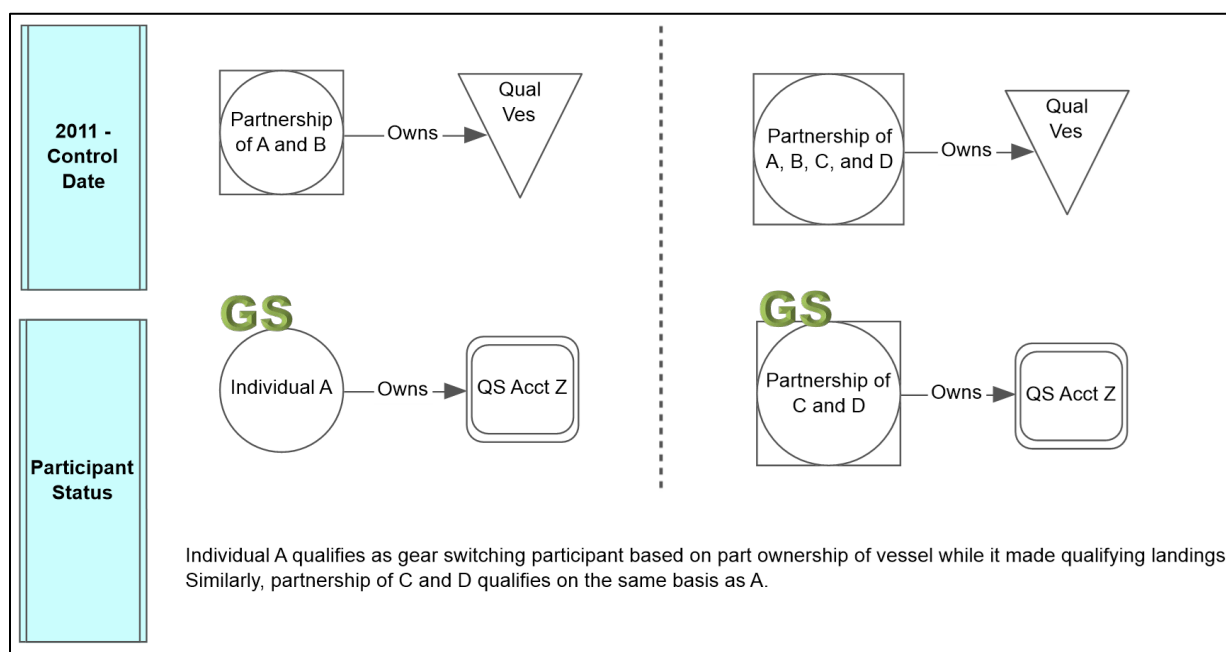 2011 -
Control
Date
Partnership
of A and B
Owns
Qual
Ves
Partnership of
A, B, C, and D
Owns
Qual
Ves
Participant
Status
GS
Individual A
Owns
QS Acct Z
GS
Partnership of
C and D
Owns
QS Acct Z
Individual A qualifies as gear switching participant based on part ownership of vessel while it made qualifying landings
Similarly, partnership of C and D qualifies on the same basis as A.